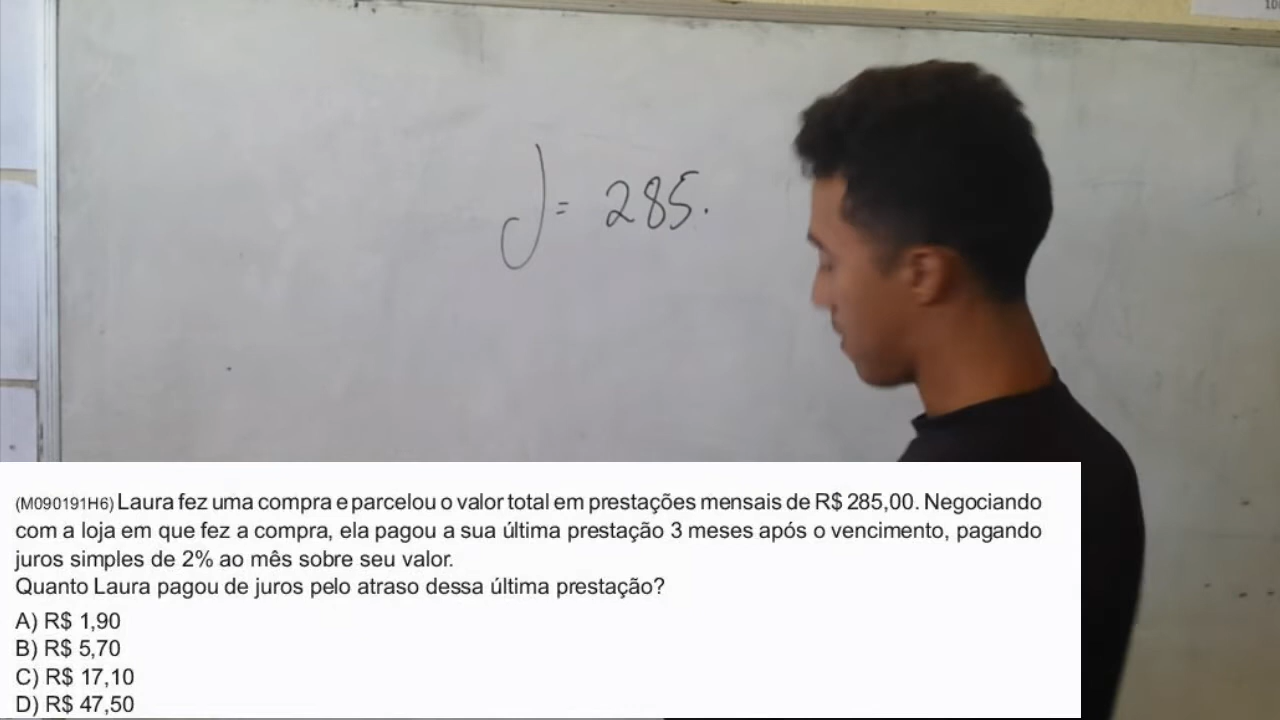 J = 285.
(M090191H6) Laura fez uma compra e parcelou o valor total em prestações mensais de R$ 285,00. Negociando
com a loja em que fez a compra, ela pagou a sua última prestação 3 meses após o vencimento, pagando
juros simples de 2% ao mês sobre seu valor.
Quanto Laura pagou de juros pelo atraso dessa última prestação?
A) R$ 1,90
B) R$ 5,70
C) R$ 17,10
D) R$ 47,50